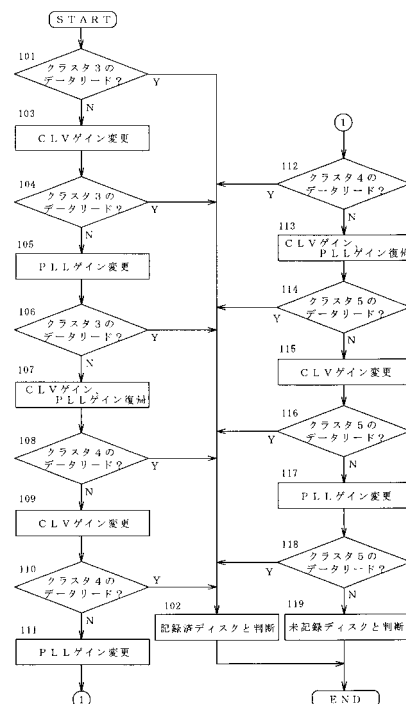 START
101
クラスタ3の
データリード?
Y
N
103
CLVゲイン変更
104
クラスタ3の
データリード?
Y
N
105
PLLゲイン変更
106
クラスタ3の
データリード?
Y
N
107
CLVゲイン,
PLLゲイン復帰
108
クラスタ4の
データリード?
Y
N
109
CLVゲイン変更
110
クラスタ4の
データリード?
Y
N
111
PLLゲイン変更
1
1
112
クラスタ4の
データリード?
Y
N
113
CLVゲイン,
PLLゲイン復帰
114
クラスタ5の
データリード?
Y
N
115
CLVゲイン変更
116
クラスタ5の
データリード?
Y
N
117
PLLゲイン変更
118
クラスタ5の
データリード?
Y
N
102
記録済ディスクと判断
119
未記録ディスクと判断
END